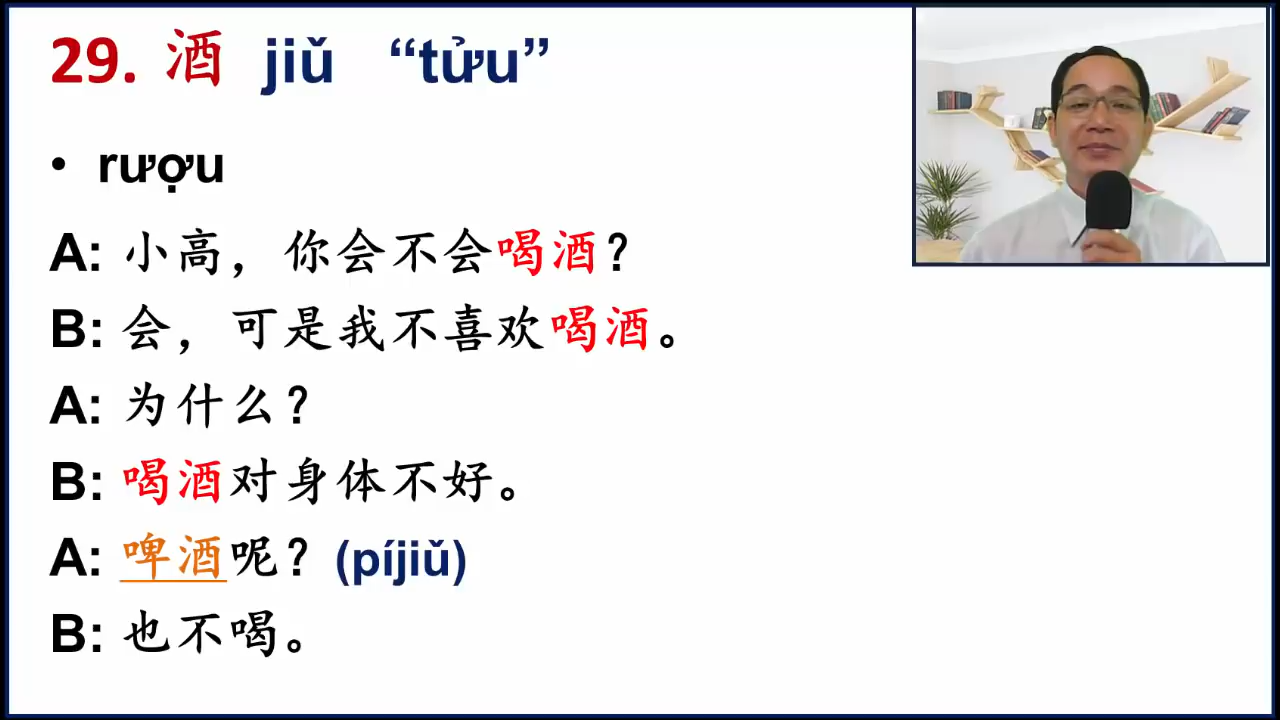 29. 酒 jiǔ “tửu”
• rượu
A: 小高，你会不会喝酒？
B: 会，可是我不喜欢喝酒。
A: 为什么？
B: 喝酒对身体不好。
A: 啤酒呢？(píjiǔ)
B: 也不喝。